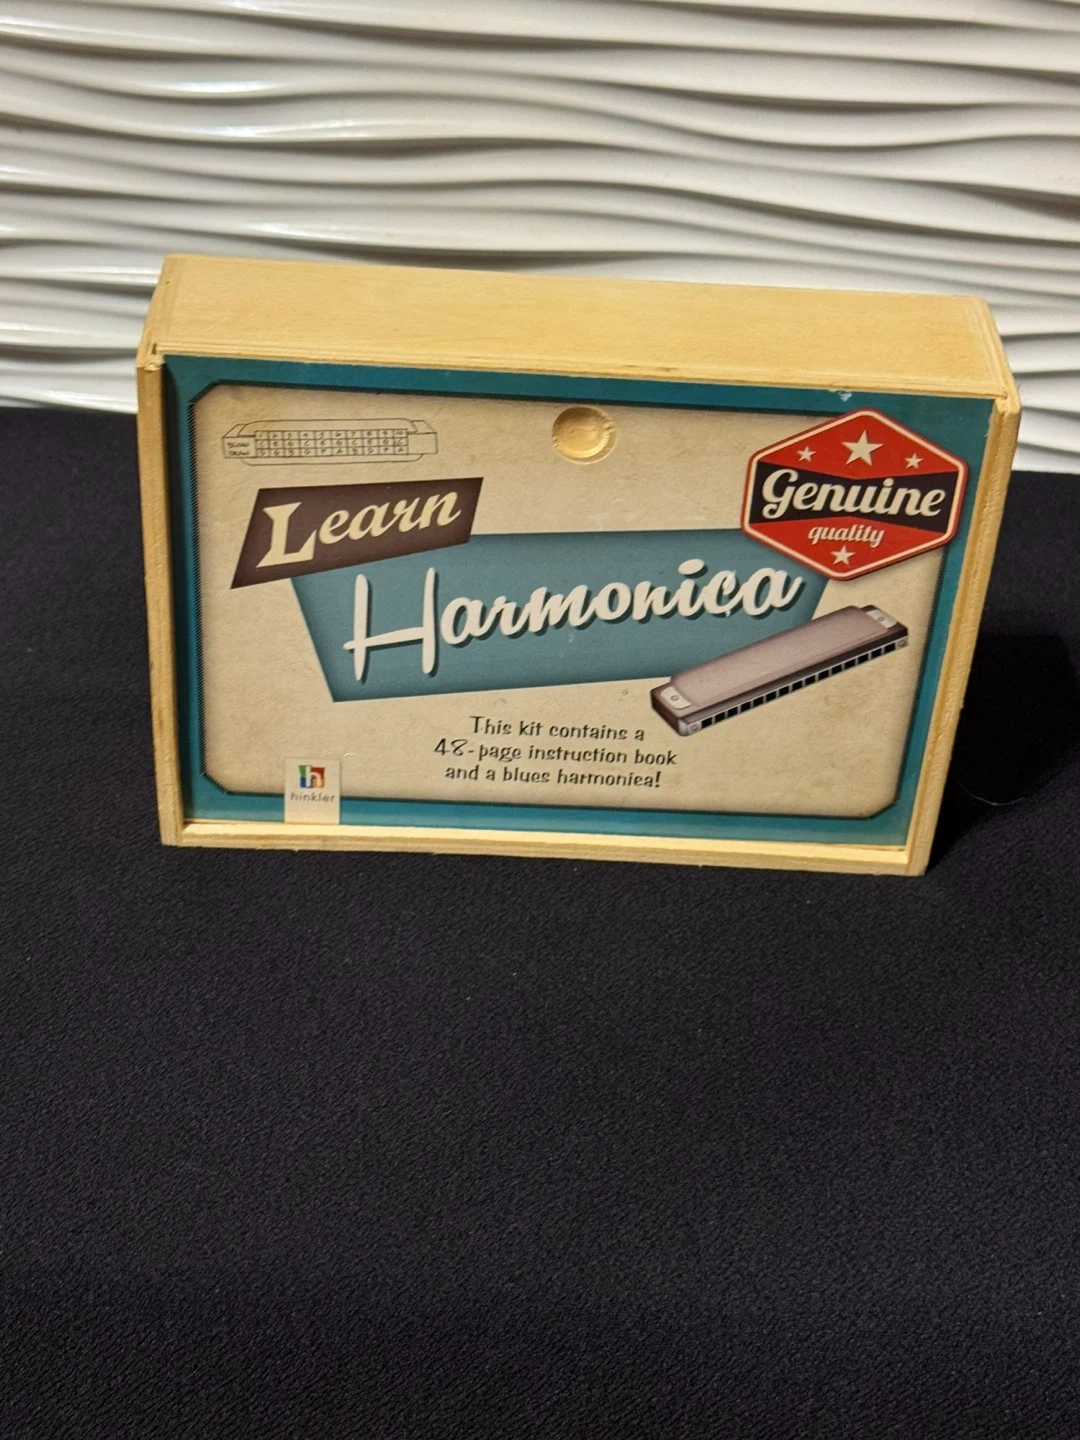 Learn
Harmonica
Genuine
quality
This kit contains a
48-page instruction book
and a blues harmonica!
hinkler